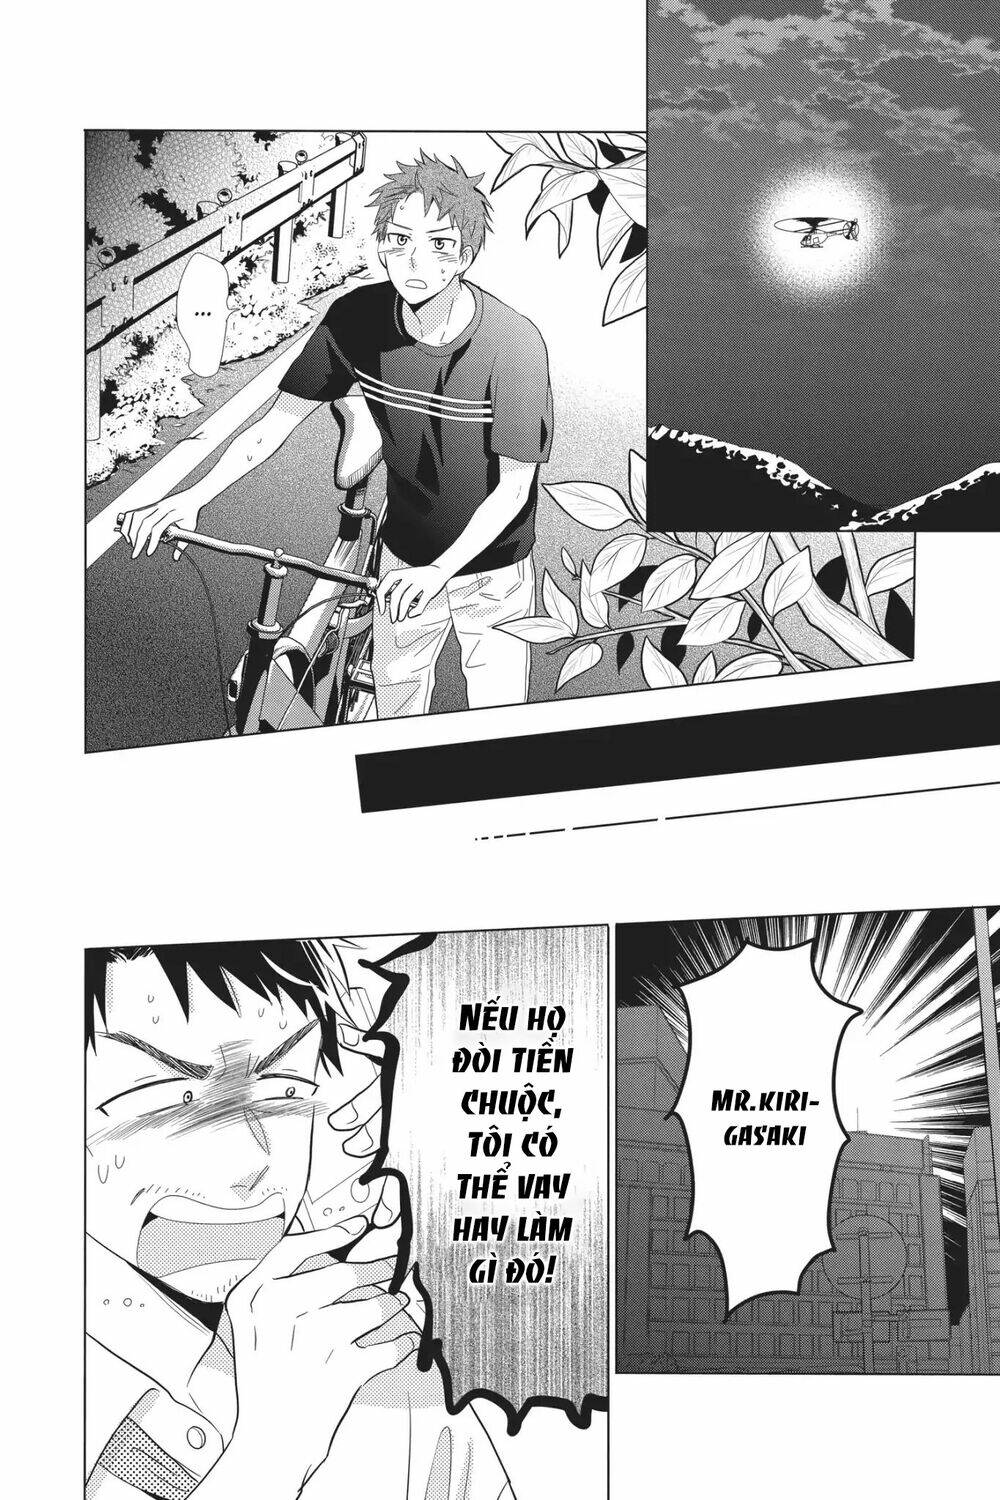 ...
MR.KIRI-
GASAKI
NẾU HỌ
ĐÒI TIỀN
CHUỘC,
TÔI CÓ
THỂ VAY
HAY LÀM
GÌ ĐÓ!